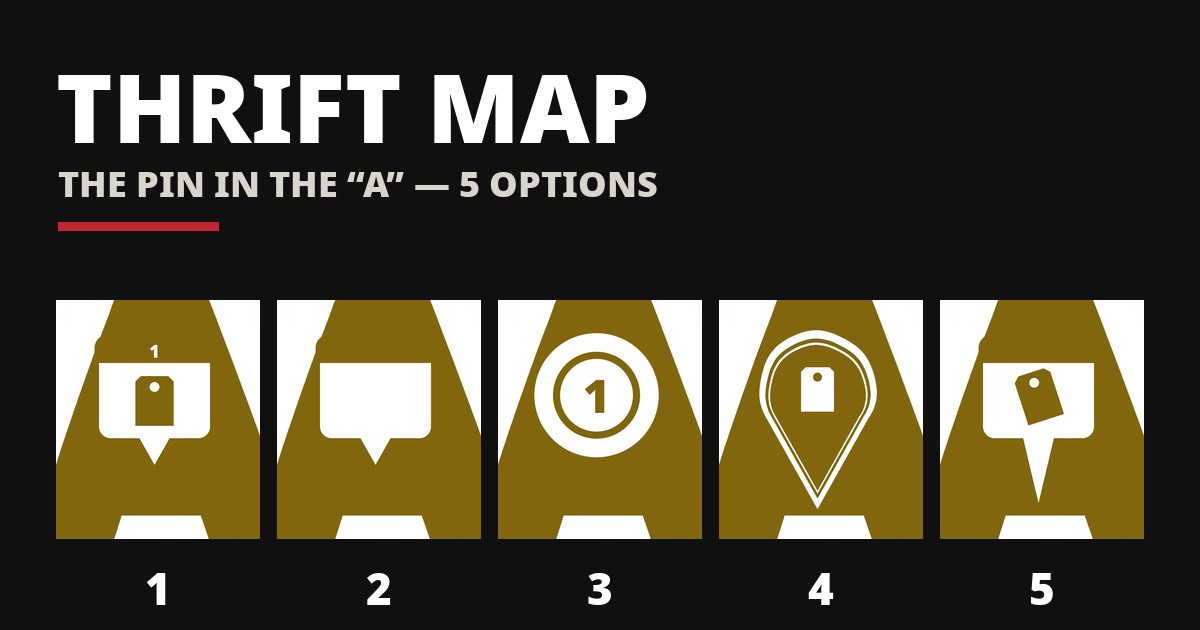 THRIFT MAP
THE PIN IN THE “A” — 5 OPTIONS
1
1
1 2 3 4 5